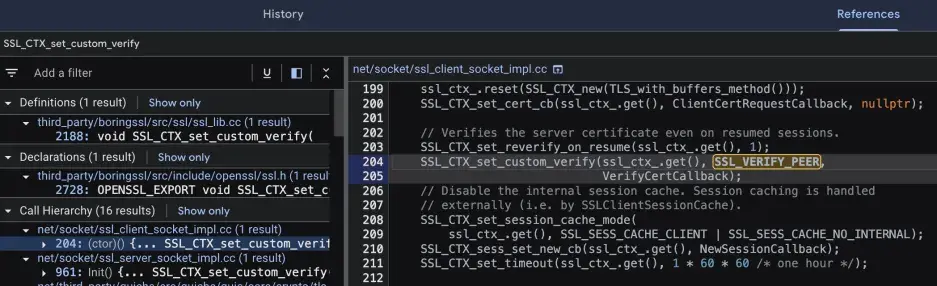 History
References
SSL_CTX_set_custom_verify
Add a filter
U
Definitions (1 result)
Show only
third_party/boringssl/src/ssl/ssl_lib.cc (1 result)
2188: void SSL_CTX_set_custom_verify(
Declarations (1 result)
Show only
third_party/boringssl/src/include/openssl/ssl.h (1 result)
2728: OPENSSL_EXPORT void SSL_CTX_set_c
Call Hierarchy (16 results)
Show only
net/socket/ssl_client_socket_impl.cc (1 result)
204: (ctor)() {... SSL_CTX_set_custom_verif
net/socket/ssl_server_socket_impl.cc (1 result)
961: Init() {... SSL_CTX_set_custom_verify(
net/socket/ssl_client_socket_impl.cc
199 ssl_ctx_.reset(SSL_CTX_new(TLS_with_buffers_method()));
200 SSL_CTX_set_cert_cb(ssl_ctx_.get(), ClientCertRequestCallback, nullptr);
201
202 // Verifies the server certificate even on resumed sessions.
203 SSL_CTX_set_reverify_on_resume(ssl_ctx_.get(), 1);
204 SSL_CTX_set_custom_verify(ssl_ctx_.get(), SSL_VERIFY_PEER,
205 VerifyCertCallback);
206 // Disable the internal session cache. Session caching is handled
207 // externally (i.e. by SSLClientSessionCache).
208 SSL_CTX_set_session_cache_mode(
209 ssl_ctx_.get(), SSL_SESS_CACHE_CLIENT | SSL_SESS_CACHE_NO_INTERNAL);
210 SSL_CTX_sess_set_new_cb(ssl_ctx_.get(), NewSessionCallback);
211 SSL_CTX_set_timeout(ssl_ctx_.get(), 1 * 60 * 60 /* one hour */);
212